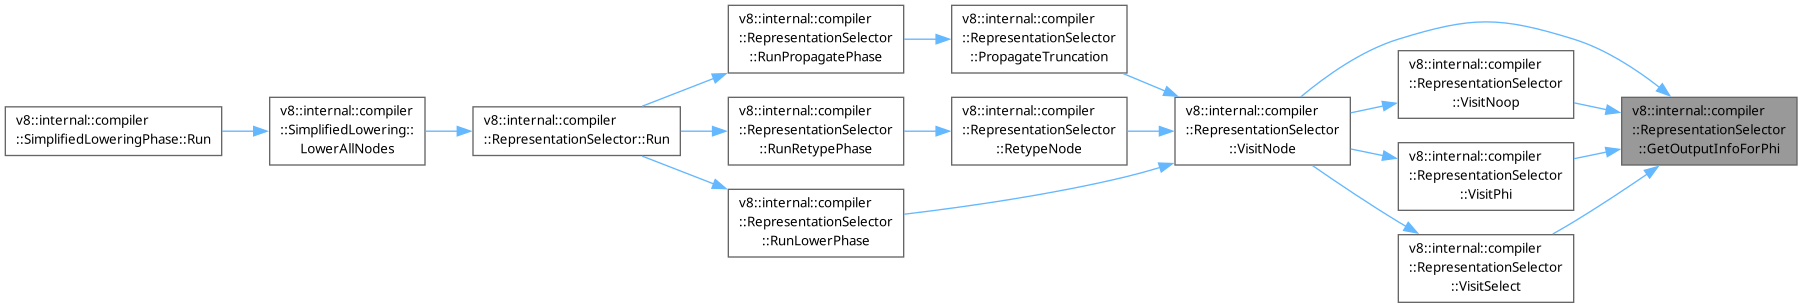 v8::internal::compiler
::SimplifiedLoweringPhase::Run
v8::internal::compiler
::SimplifiedLowering::
LowerAllNodes
v8::internal::compiler
::RepresentationSelector::Run
v8::internal::compiler
::RepresentationSelector
::RunPropagatePhase
v8::internal::compiler
::RepresentationSelector
::RunRetypePhase
v8::internal::compiler
::RepresentationSelector
::RunLowerPhase
v8::internal::compiler
::RepresentationSelector
::PropagateTruncation
v8::internal::compiler
::RepresentationSelector
::RetypeNode
v8::internal::compiler
::RepresentationSelector
::VisitNode
v8::internal::compiler
::RepresentationSelector
::VisitNoop
v8::internal::compiler
::RepresentationSelector
::VisitPhi
v8::internal::compiler
::RepresentationSelector
::VisitSelect
v8::internal::compiler
::RepresentationSelector
::GetOutputInfoForPhi